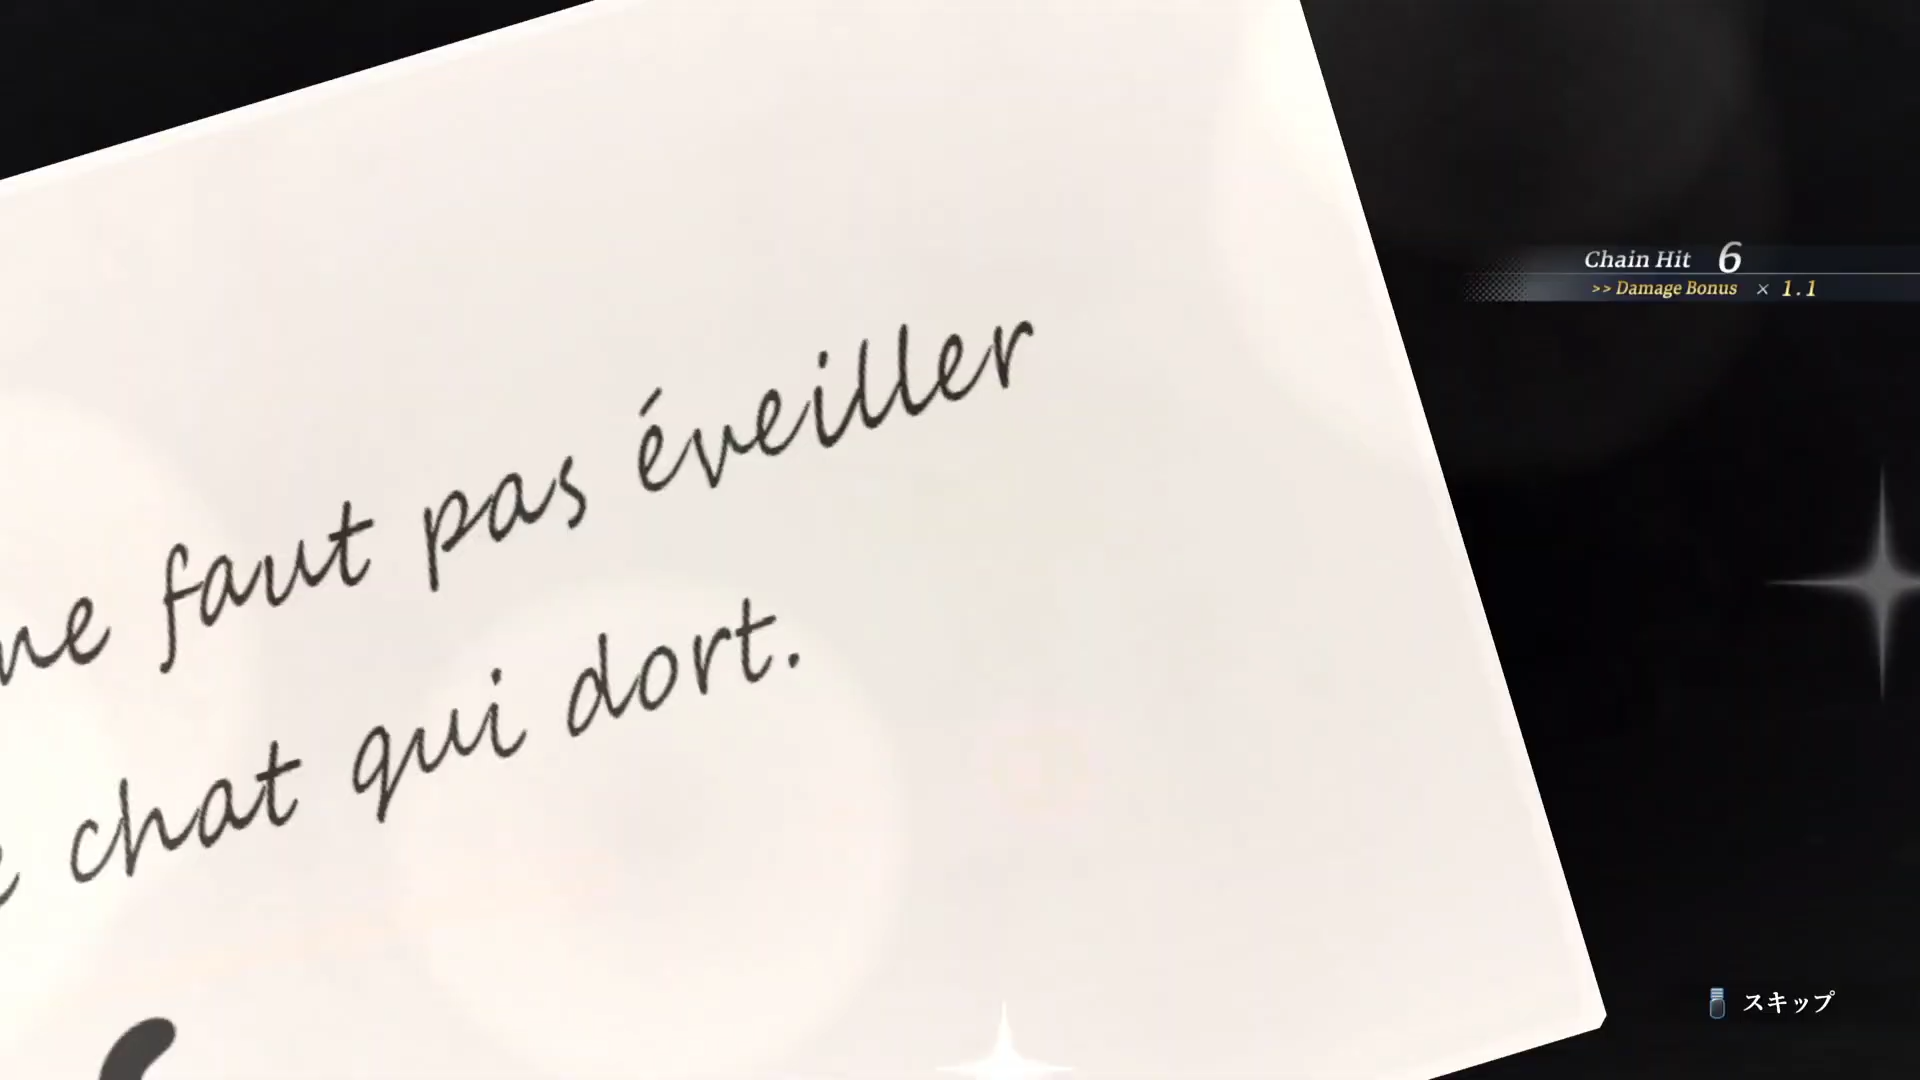 Chain Hit 6
>> Damage Bonus × 1.1
ne faut pas éveiller
chat qui dort.
スキップ